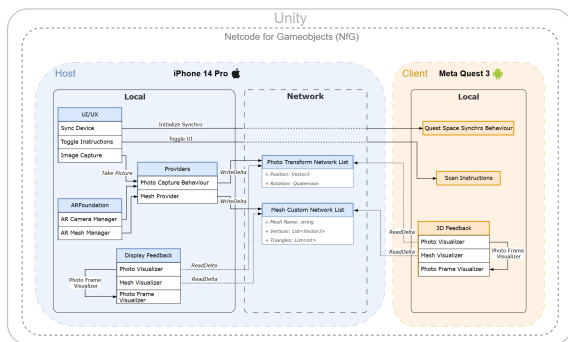 Unity
Netcode for Gameobjects (NfG)
Host
iPhone 14 Pro
Client
Meta Quest 3
Local
Network
Local
UI/UX
Sync Device
Toggle Instructions
Image Capture
Initialize Synchro
Toggle UI
Take Picture
Quest Space Synchro Behaviour
Scan Instructions
Providers
Photo Capture Behaviour
Mesh Provider
WriteDelta
WriteDelta
Photo Transform Network List
+ Position: Vector3
+ Rotation: Quaternion
Mesh Custom Network List
+ Mesh Name: string
+ Vertices: List<Vector3>
+ Triangles: List<int>
ARFoundation
AR Camera Manager
AR Mesh Manager
3D Feedback
Photo Visualizer
Mesh Visualizer
Photo Frame Visualizer
ReadDelta
ReadDelta
Photo Frame
Visualizer
Display Feedback
Photo Visualizer
Mesh Visualizer
Photo Frame
Visualizer
ReadDelta
ReadDelta
Photo Frame
Visualizer